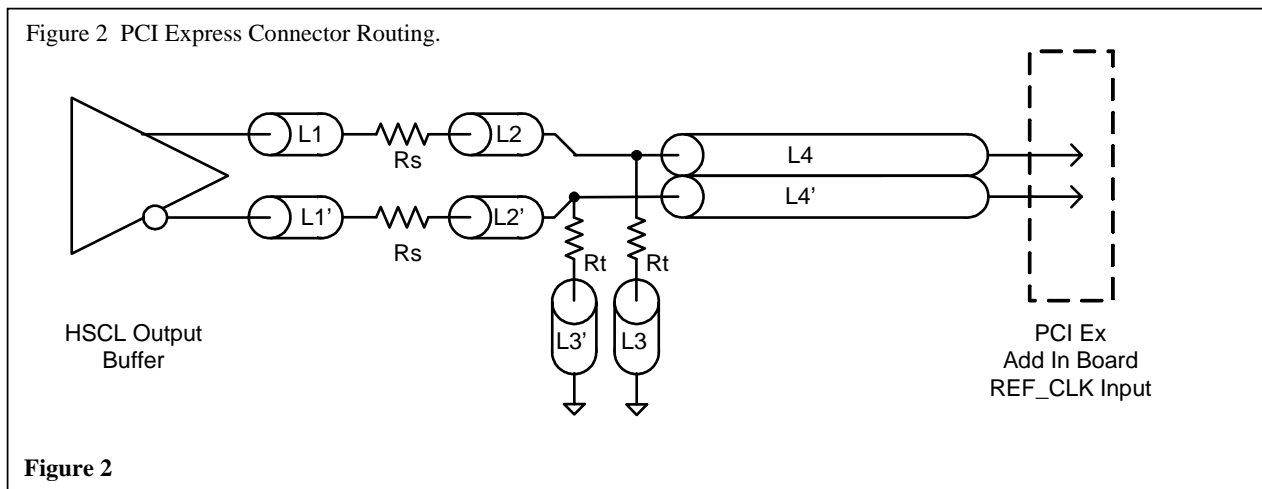 Figure 2 PCI Express Connector Routing.
L1
Rs
L2
L4
L1'
Rs
L2'
L4'
Rt
Rt
L3'
L3
HSCL Output
Buffer
PCI Ex
Add In Board
REF_CLK Input
Figure 2